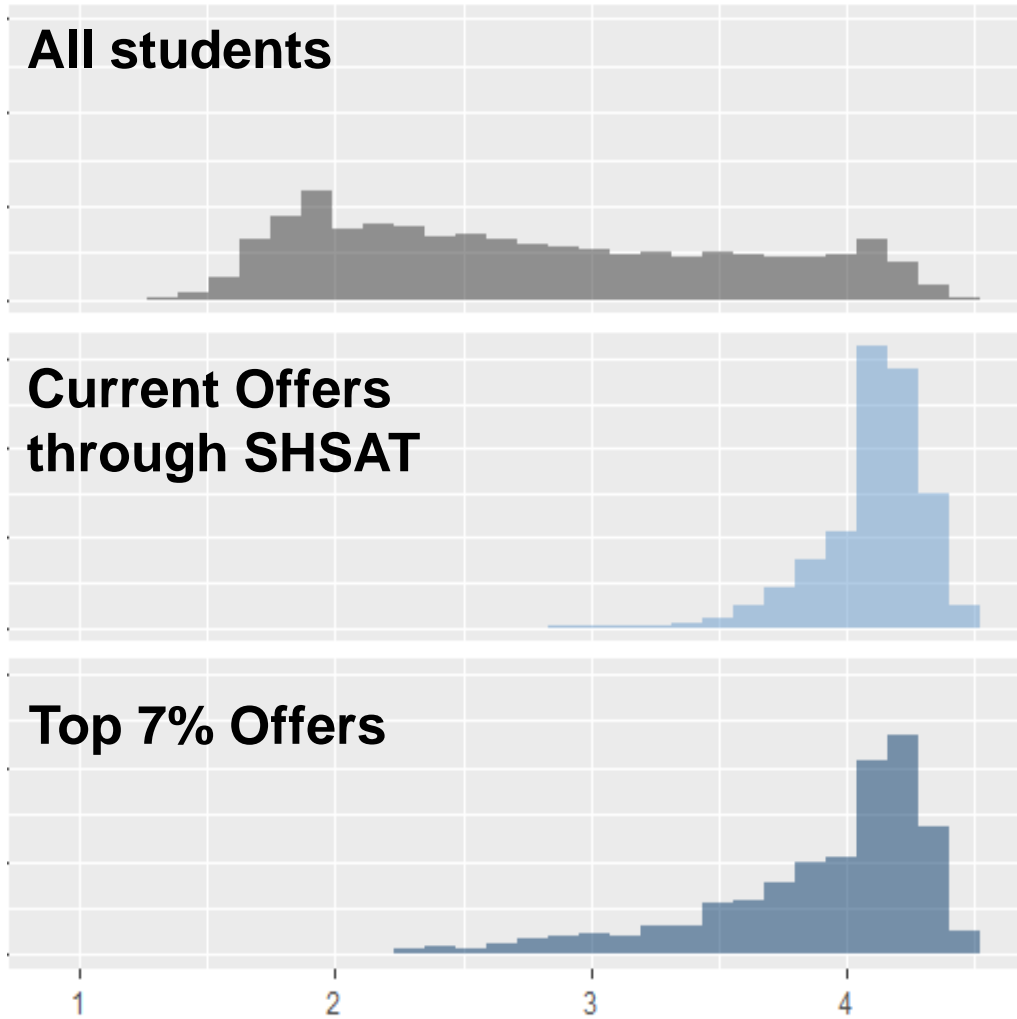 All students
Current Offers
through SHSAT
Top 7% Offers
1 2 3 4